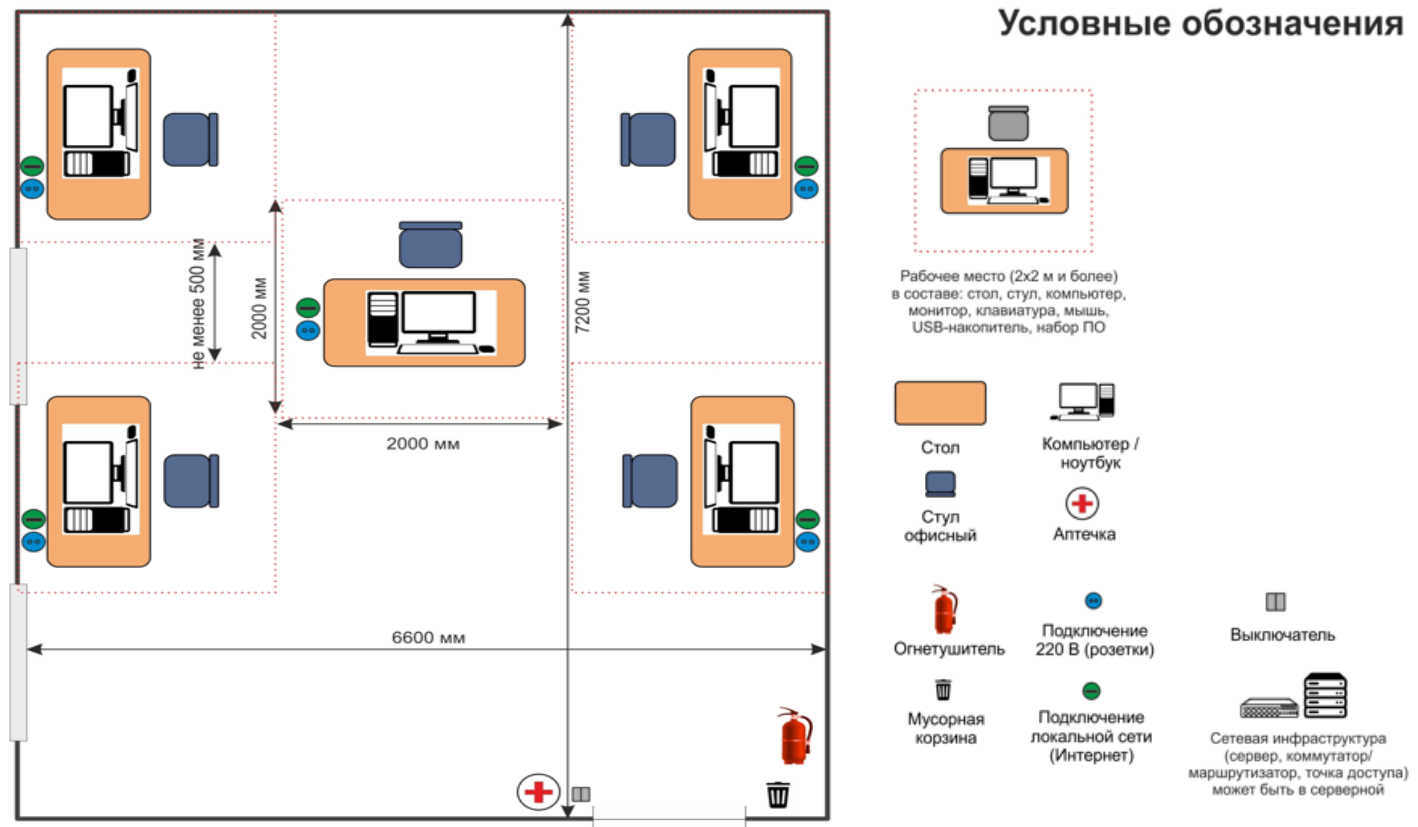 Условные обозначения
не менее 500 мм
2000 мм
7200 мм
2000 мм
6600 мм
Рабочее место (2х2 м и более)
в составе: стол, стул, компьютер,
монитор, клавиатура, мышь,
USB-накопитель, набор ПО
Стол
Компьютер /
ноутбук
Стул
офисный
Аптечка
Огнетушитель
Подключение
220 В (розетки)
Выключатель
Мусорная
корзина
Подключение
локальной сети
(Интернет)
Сетевая инфраструктура
(сервер, коммутатор/
маршрутизатор, точка доступа)
может быть в серверной